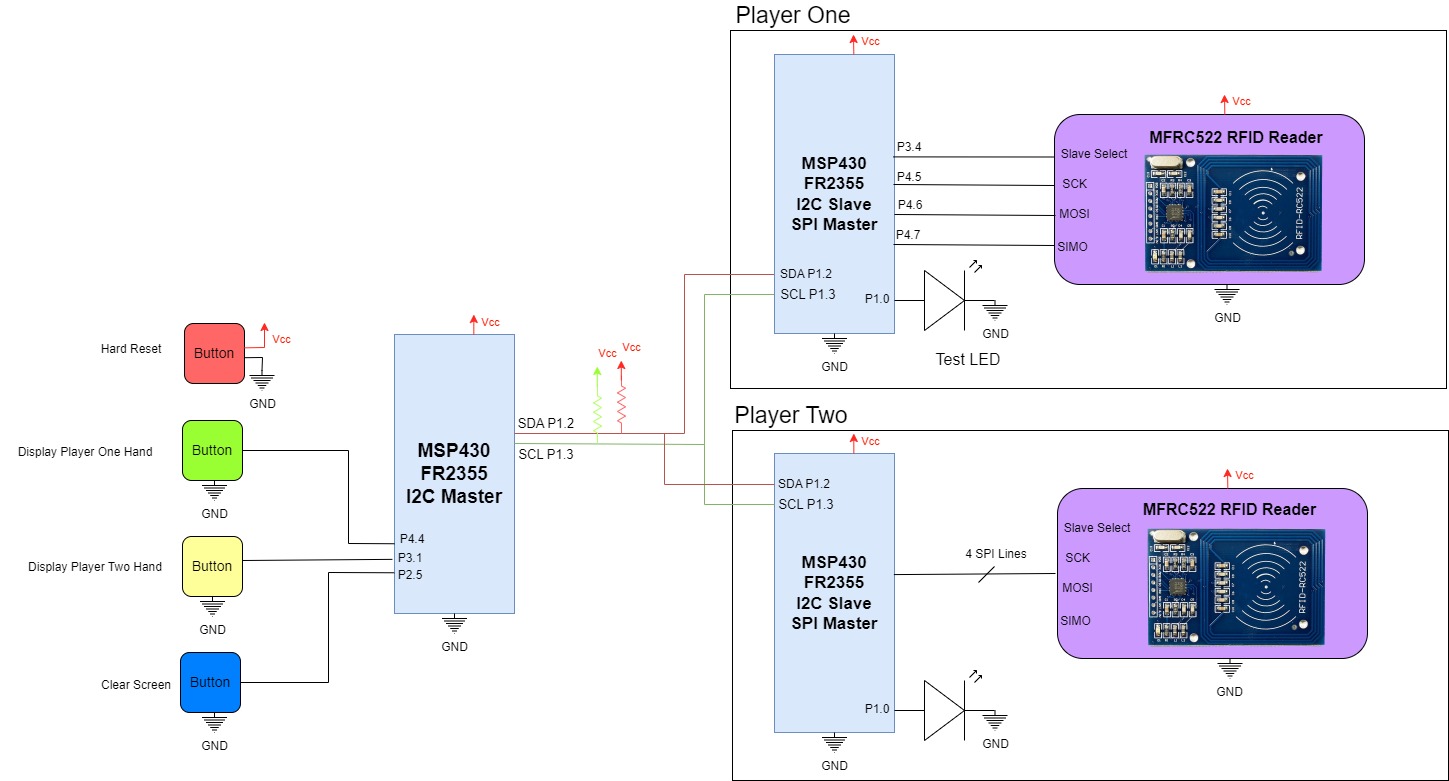 Player One
Vcc
MSP430
FR2355
I2C Slave
SPI Master
P3.4
P4.5
P4.6
P4.7
SDA P1.2
SCL P1.3
P1.0
GND
GND
Test LED
Vcc
MFRC522 RFID Reader
Slave Select
SCK
MOSI
SIMO
RFID-RC522
GND
Hard Reset
Button
Vcc
GND
Display Player One Hand
Button
GND
Display Player Two Hand
Button
GND
Clear Screen
Button
GND
Vcc
MSP430
FR2355
I2C Master
SDA P1.2
SCL P1.3
P4.4
P3.1
P2.5
GND
Vcc
Vcc
Player Two
Vcc
SDA P1.2
SCL P1.3
MSP430
FR2355
I2C Slave
SPI Master
P1.0
GND
GND
4 SPI Lines
Vcc
MFRC522 RFID Reader
Slave Select
SCK
MOSI
SIMO
RFID-RC522
GND